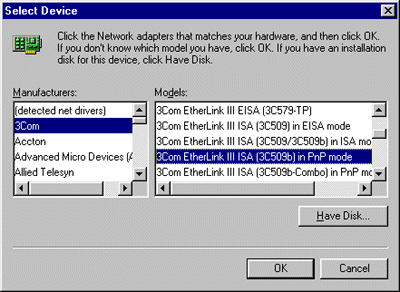 Select Device
Click the Network adapters that matches your hardware, and then click OK.
If you don't know which model you have, click OK. If you have an installation
disk for this device, click Have Disk.
Manufacturers:
(detected net drivers)
3Com
Accton
Advanced Micro Devices (A
Allied Telesyn
Models:
3Com EtherLink III EISA (3C579-TP)
3Com EtherLink III ISA (3C509) in EISA mode
3Com EtherLink III ISA (3C509/3C509b) in ISA mo
3Com EtherLink III ISA (3C509b) in PnP mode
3Com EtherLink III ISA (3C509b-Combo) in PnP mo
Have Disk...
OK
Cancel